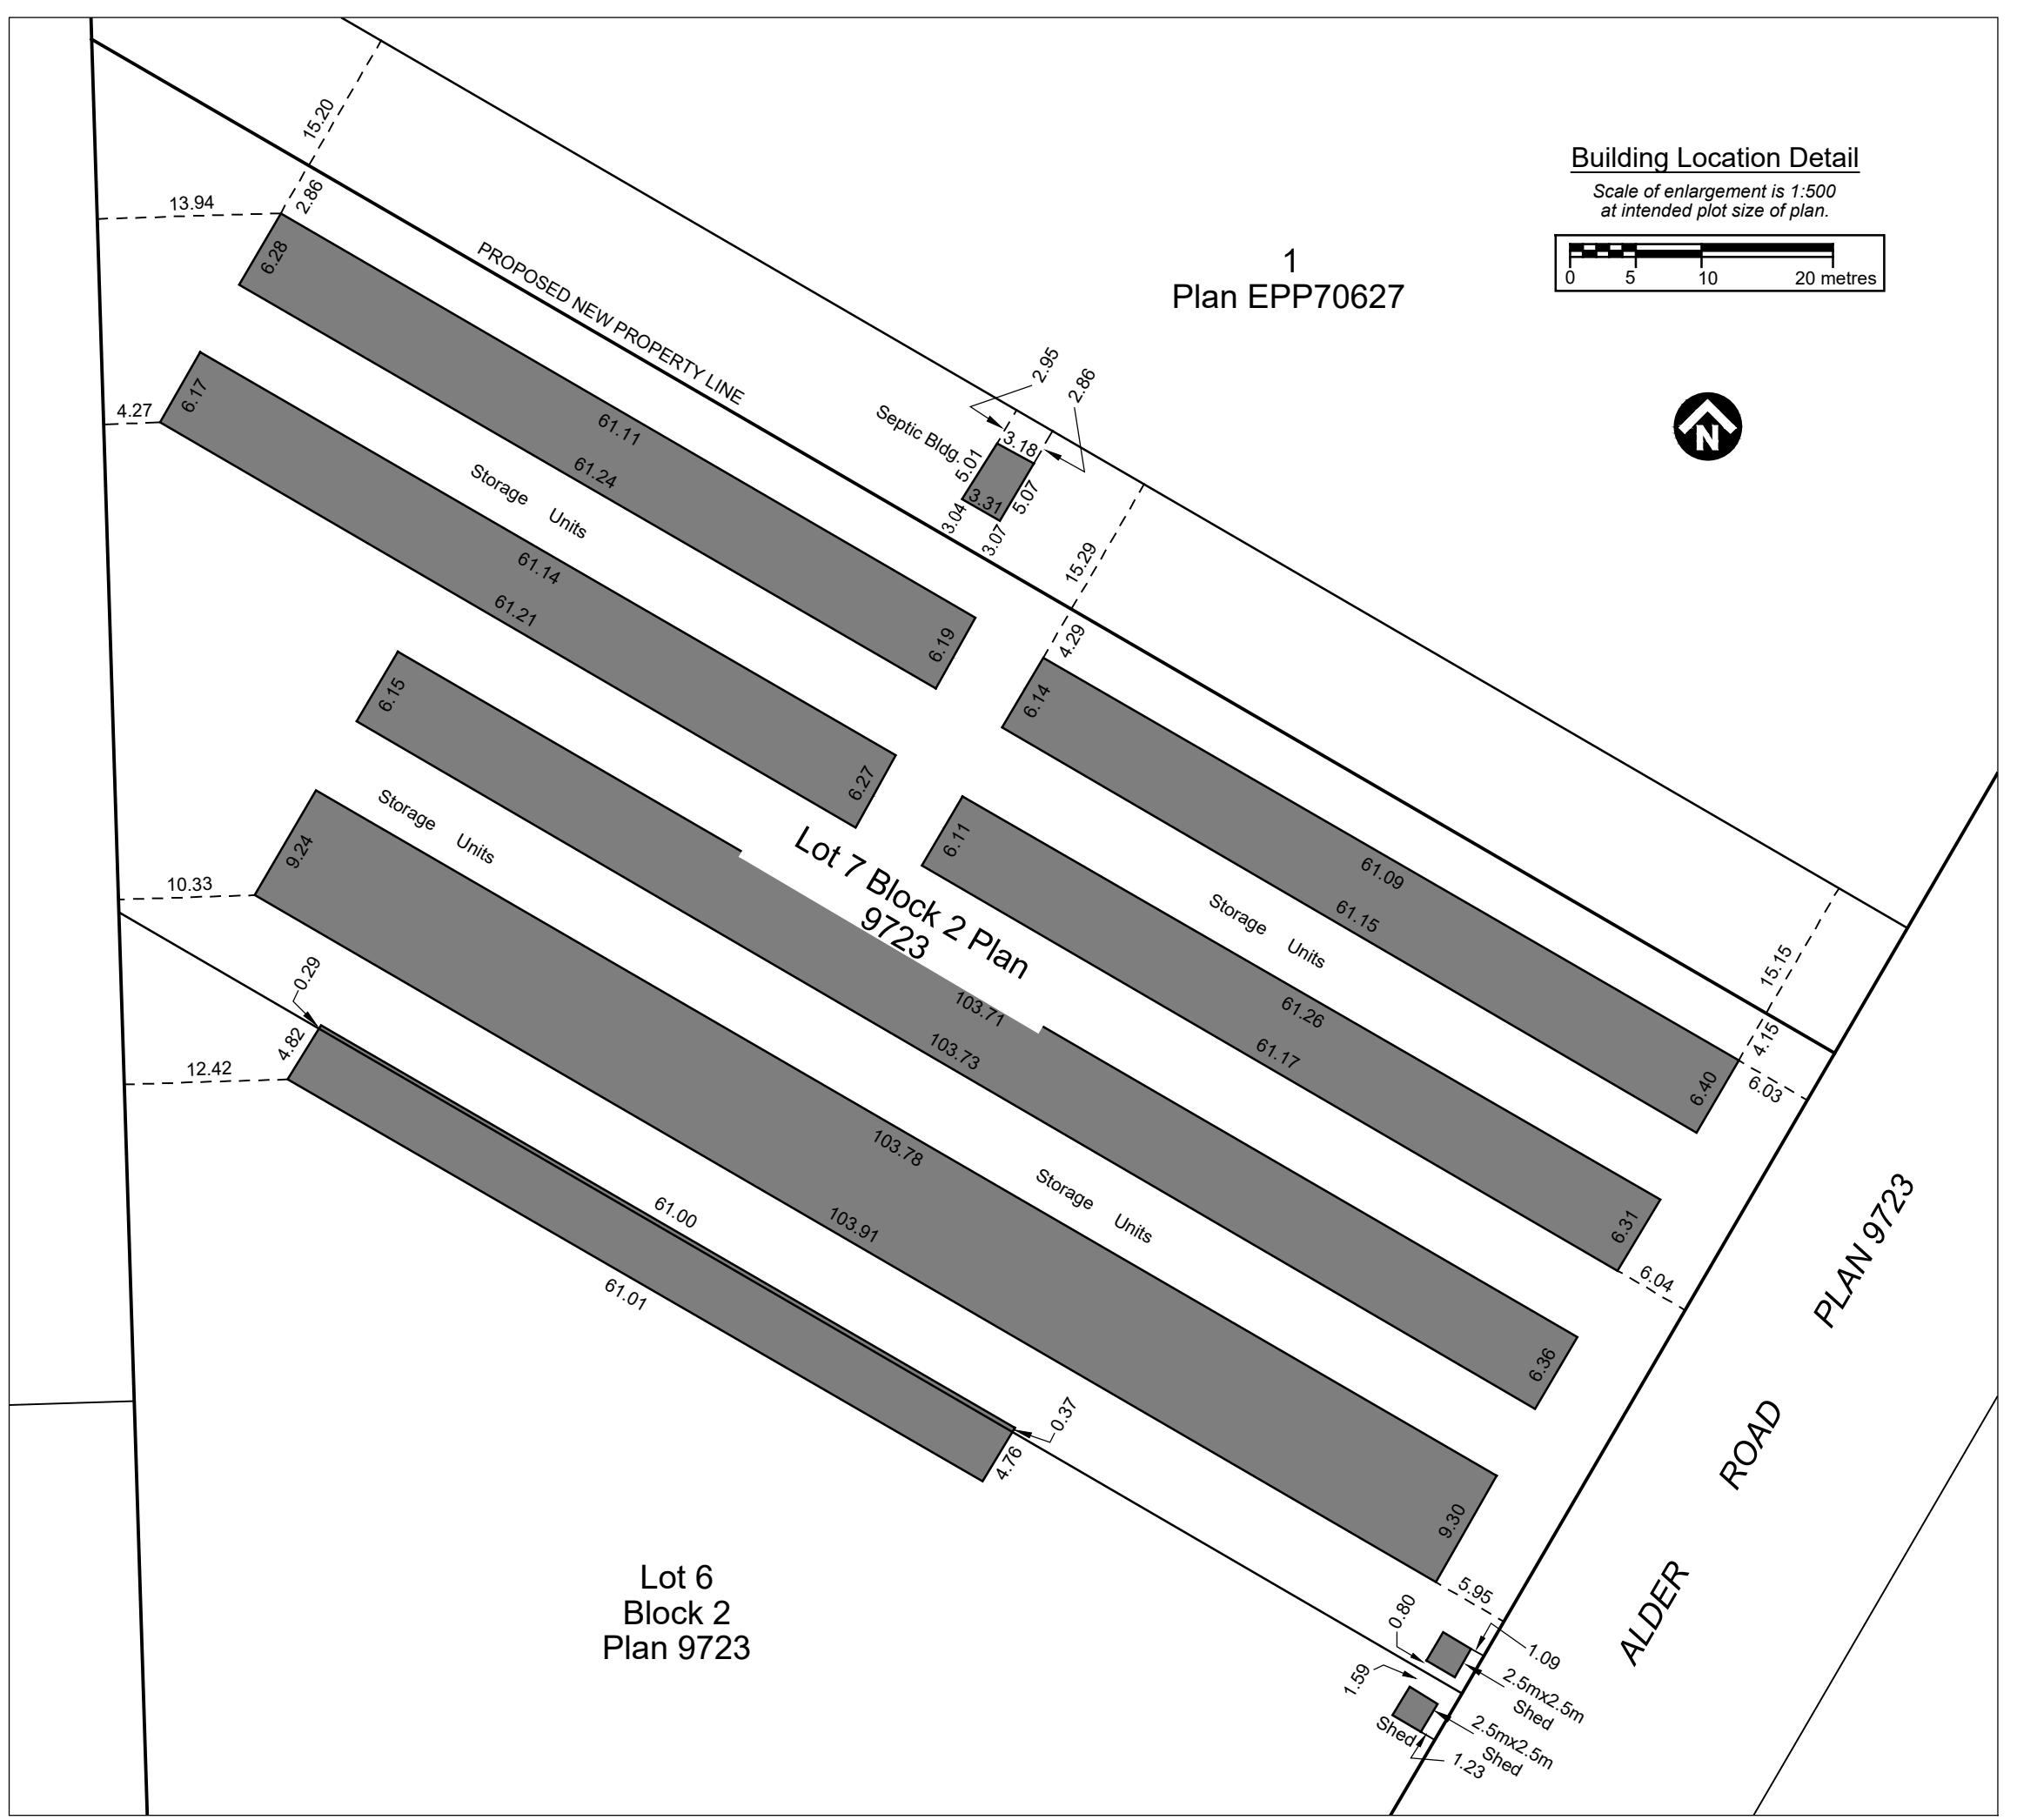 15.20
2.86
13.94
6.28
PROPOSED NEW PROPERTY LINE
Building Location Detail
Scale of enlargement is 1:500
at intended plot size of plan.
0 5 10 20 metres
1
Plan EPP70627
N
4.27
6.17
61.11
61.24
Storage Units
61.14
61.21
2.95
2.86
Septic Bldg.
3.18
5.01
3.31
5.07
3.04
3.07
15.29
4.29
6.19
6.14
6.15
6.27
Storage Units
9.24
10.33
Lot 7 Block 2 Plan
9723
6.11
61.09
61.15
Storage Units
61.26
61.17
15.15
4.15
6.03
6.40
103.71
103.73
0.29
4.82
12.42
103.78
103.91
Storage Units
61.00
61.01
6.31
6.04
6.36
0.37
4.76
9.30
5.95
PLAN 9723
ROAD
ALDER
Lot 6
Block 2
Plan 9723
0.80
1.09
2.5mx2.5m
Shed
1.59
Shed
2.5mx2.5m
Shed
1.23